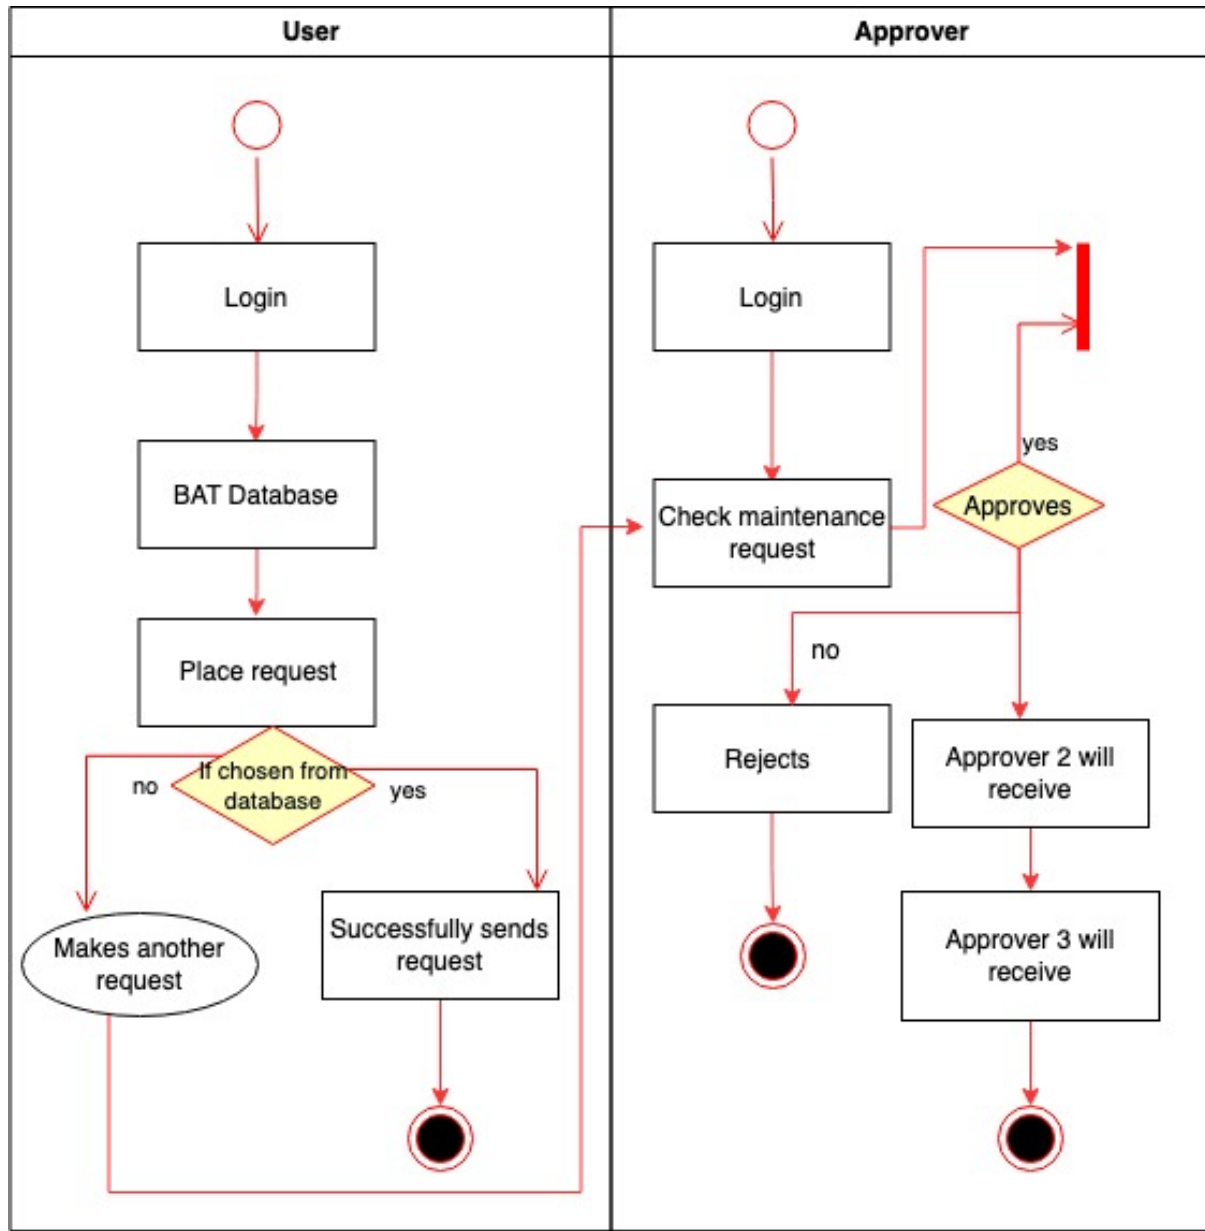 User
Approver
Login
BAT Database
Place request
If chosen from
database
no
yes
Makes another
request
Successfully sends
request
Login
Check maintenance
request
yes
Approves
no
Rejects
Approver 2 will
receive
Approver 3 will
receive